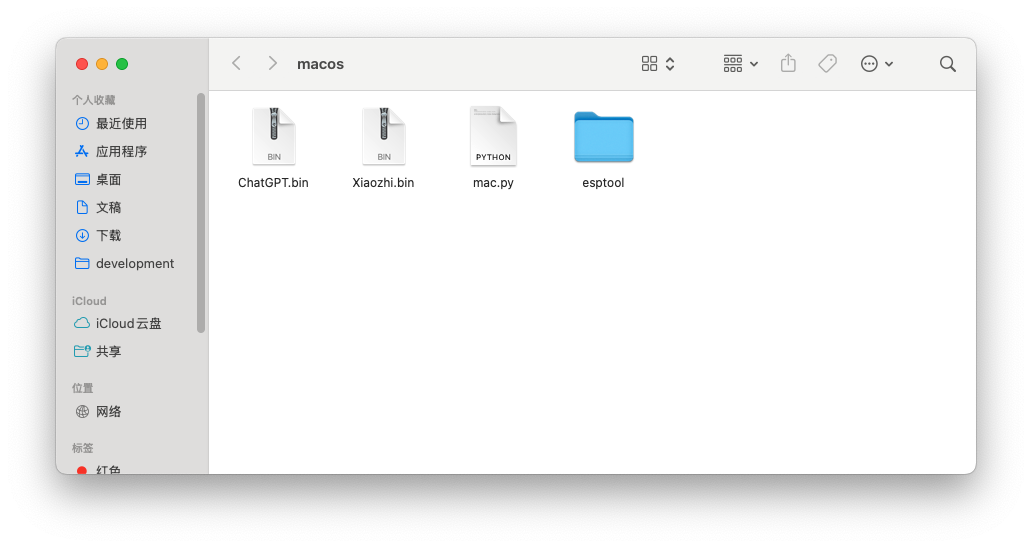 macos
个人收藏
最近使用
应用程序
桌面
文稿
下载
development
iCloud
iCloud云盘
共享
位置
网络
标签
红色
BIN
ChatGPT.bin
BIN
Xiaozhi.bin
PYTHON
mac.py
esptool